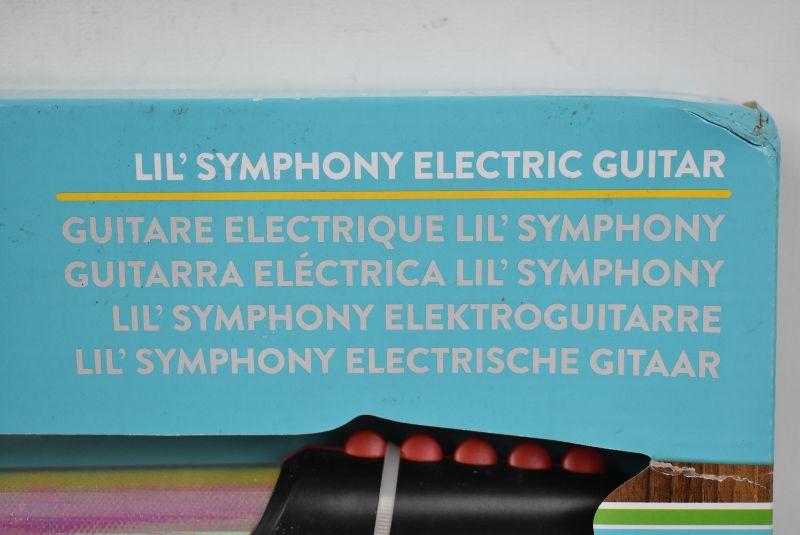 LIL' SYMPHONY ELECTRIC GUITAR
GUITARE ELECTRIQUE LIL' SYMPHONY
GUITARRA ELÉCTRICA LIL' SYMPHONY
LIL' SYMPHONY ELEKTROGUITARRE
LIL' SYMPHONY ELECTRISCHE GITAAR